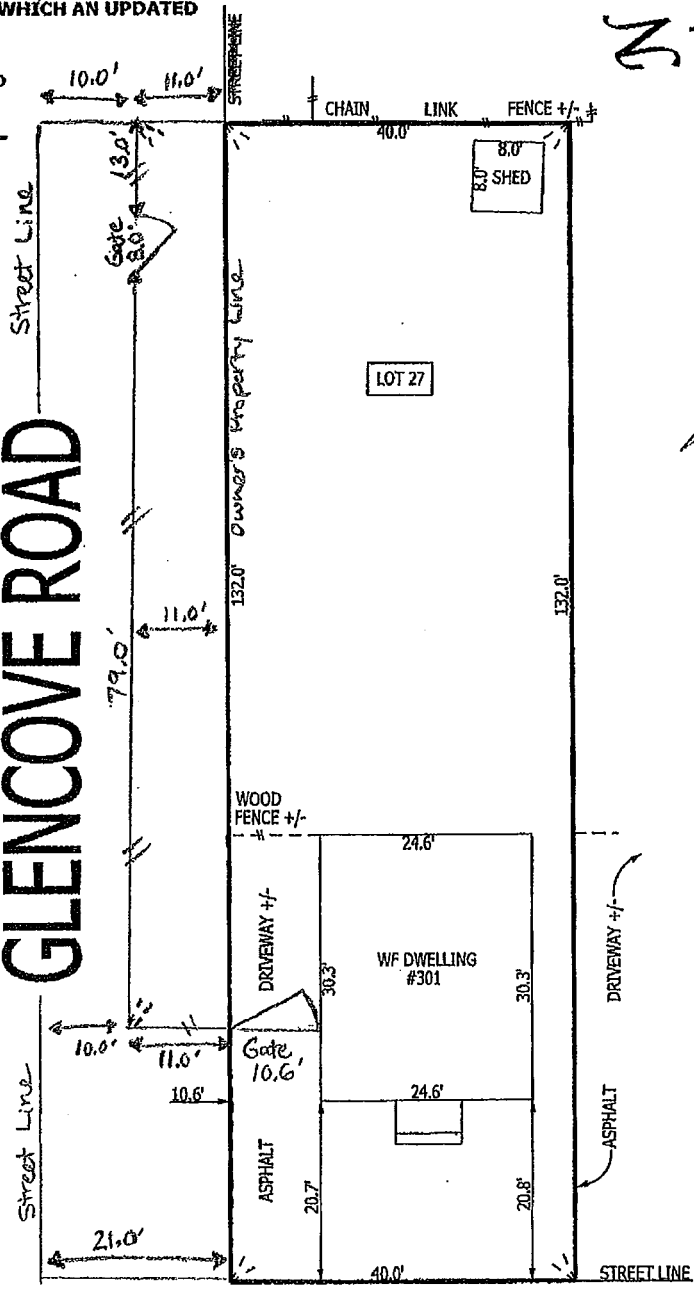 WHICH AN UPDATED
N
10.0'
11.0'
STREET LINE
CHAIN LINK FENCE +/-
40.0'
13.0'
8.0'
8.0'
SHED
Gate
8.0'
Street Line
Owner's Property Line
LOT 27
GLENCOVE ROAD
132.0'
132.0'
11.0'
79.0'
WOOD
FENCE +/-
24.6'
DRIVEWAY +/-
30.3'
WF DWELLING
#301
30.3'
DRIVEWAY +/-
10.0'
11.0'
Gate
10.6'
10.6'
24.6'
Street Line
ASPHALT
20.7'
20.8'
ASPHALT
21.0'
40.0'
STREET LINE